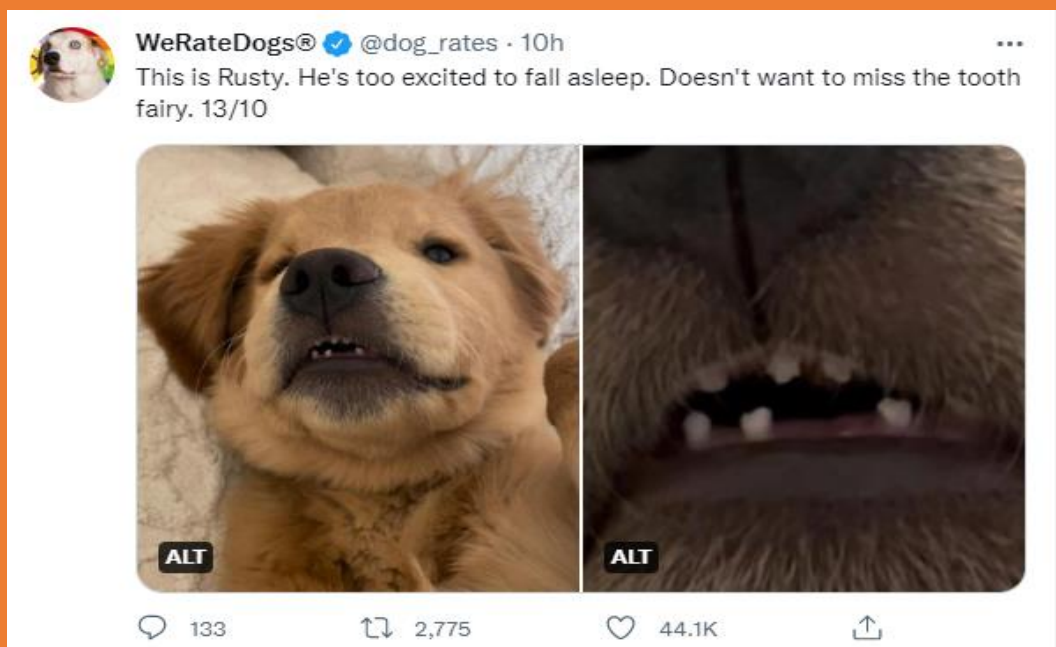 WeRateDogs® @dog_rates · 10h
This is Rusty. He's too excited to fall asleep. Doesn't want to miss the tooth
fairy. 13/10
ALT ALT
133 2,775 44.1K